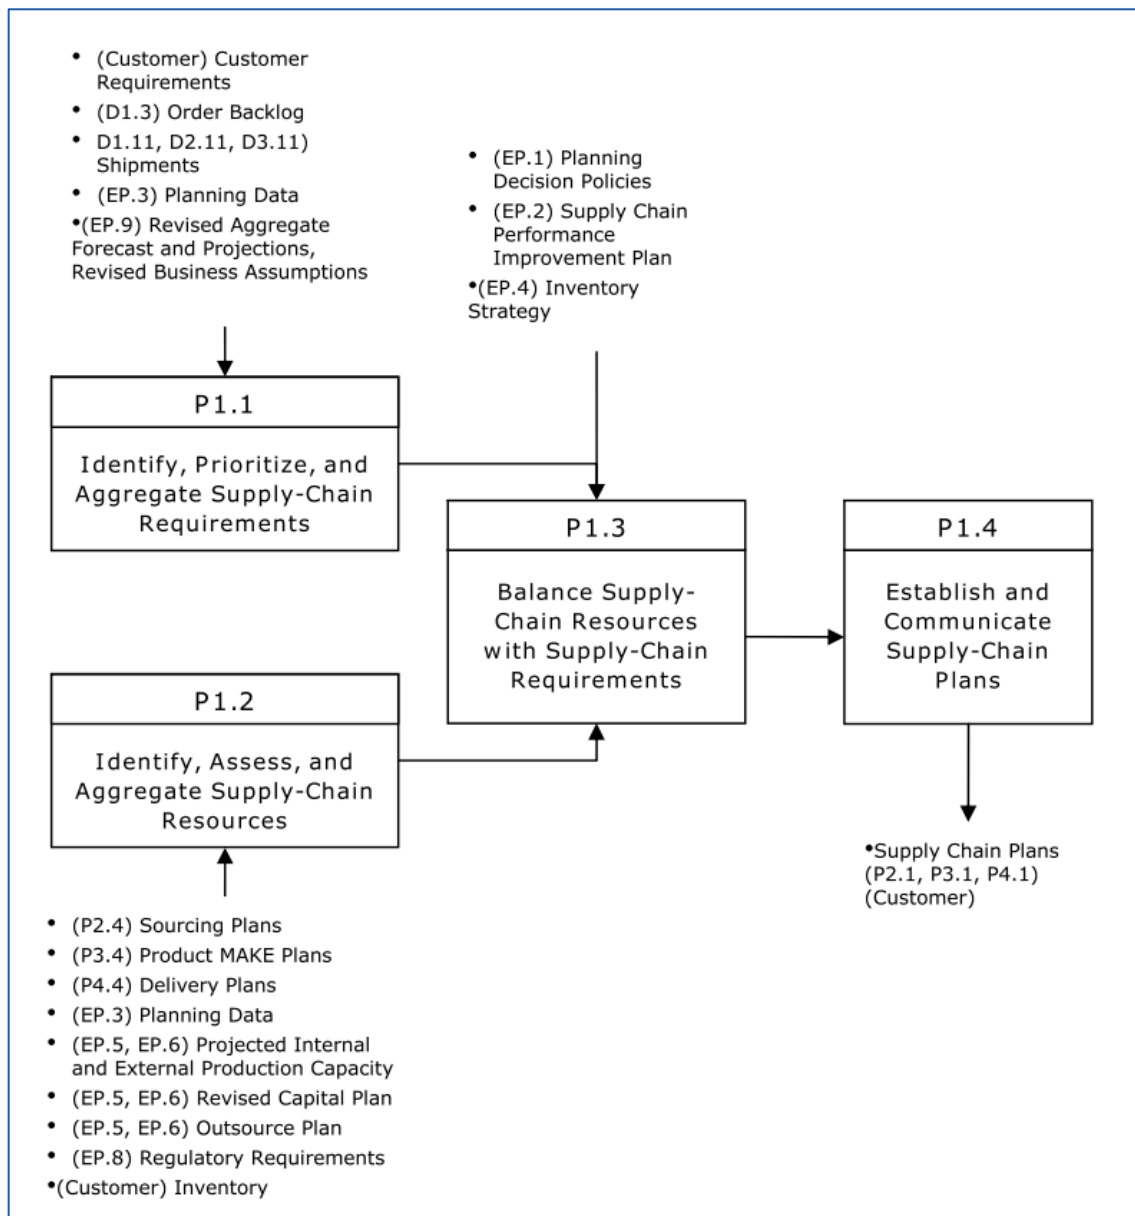 • (Customer) Customer
Requirements
• (D1.3) Order Backlog
• D1.11, D2.11, D3.11)
Shipments
• (EP.3) Planning Data
•(EP.9) Revised Aggregate
Forecast and Projections,
Revised Business Assumptions
• (EP.1) Planning
Decision Policies
• (EP.2) Supply Chain
Performance
Improvement Plan
•(EP.4) Inventory
Strategy
P1.1
Identify, Prioritize, and
Aggregate Supply-Chain
Requirements
P1.3
Balance Supply-
Chain Resources
with Supply-Chain
Requirements
P1.4
Establish and
Communicate
Supply-Chain
Plans
P1.2
Identify, Assess, and
Aggregate Supply-Chain
Resources
•Supply Chain Plans
(P2.1, P3.1, P4.1)
(Customer)
• (P2.4) Sourcing Plans
• (P3.4) Product MAKE Plans
• (P4.4) Delivery Plans
• (EP.3) Planning Data
• (EP.5, EP.6) Projected Internal
and External Production Capacity
• (EP.5, EP.6) Revised Capital Plan
• (EP.5, EP.6) Outsource Plan
• (EP.8) Regulatory Requirements
•(Customer) Inventory